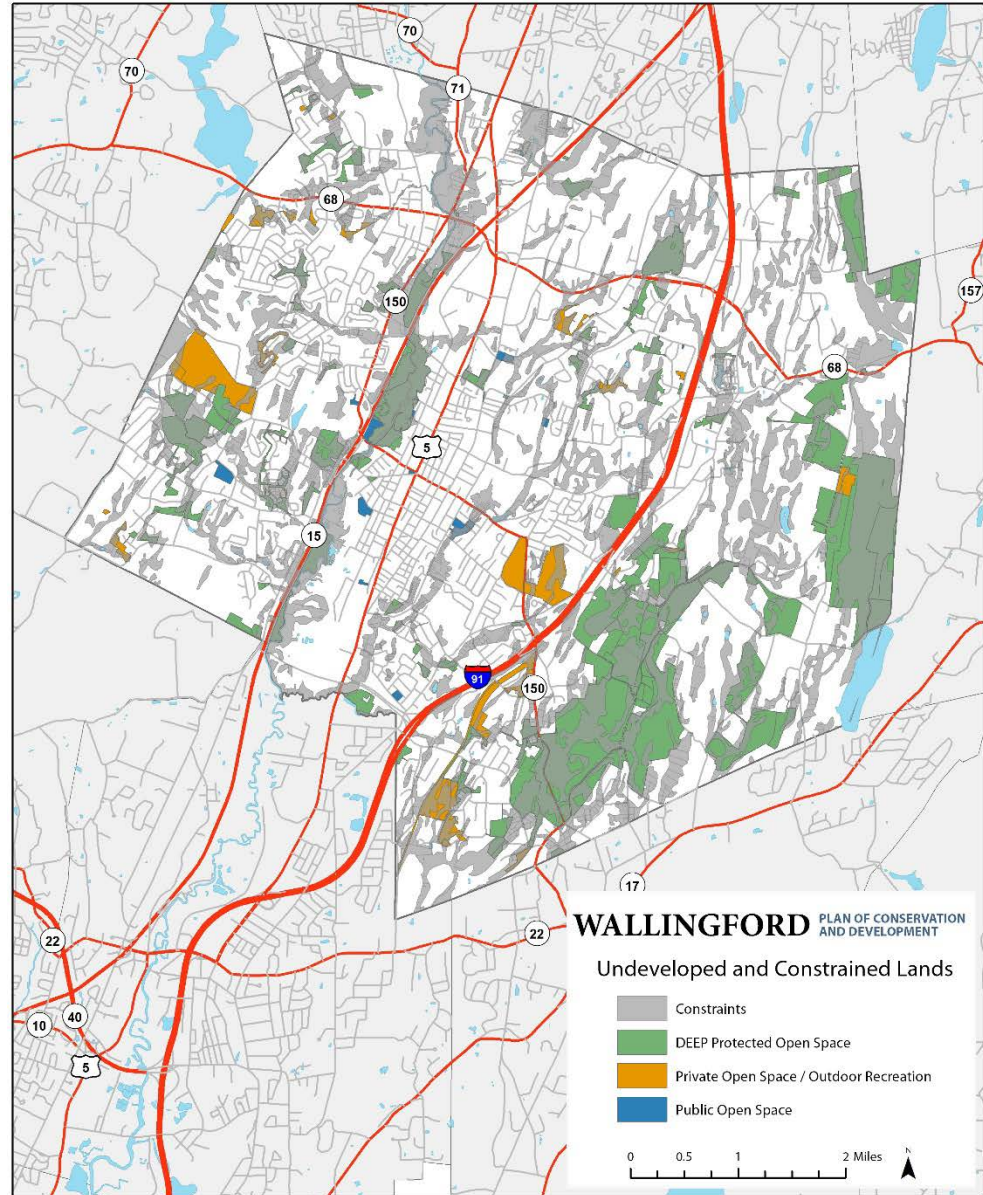 70
70
71
68
150
157
68
5
15
91
150
17
22
22
40
10
5
WALLINGFORD PLAN OF CONSERVATION
AND DEVELOPMENT
Undeveloped and Constrained Lands
Constraints
DEEP Protected Open Space
Private Open Space / Outdoor Recreation
Public Open Space
0 0.5 1 2 Miles
N